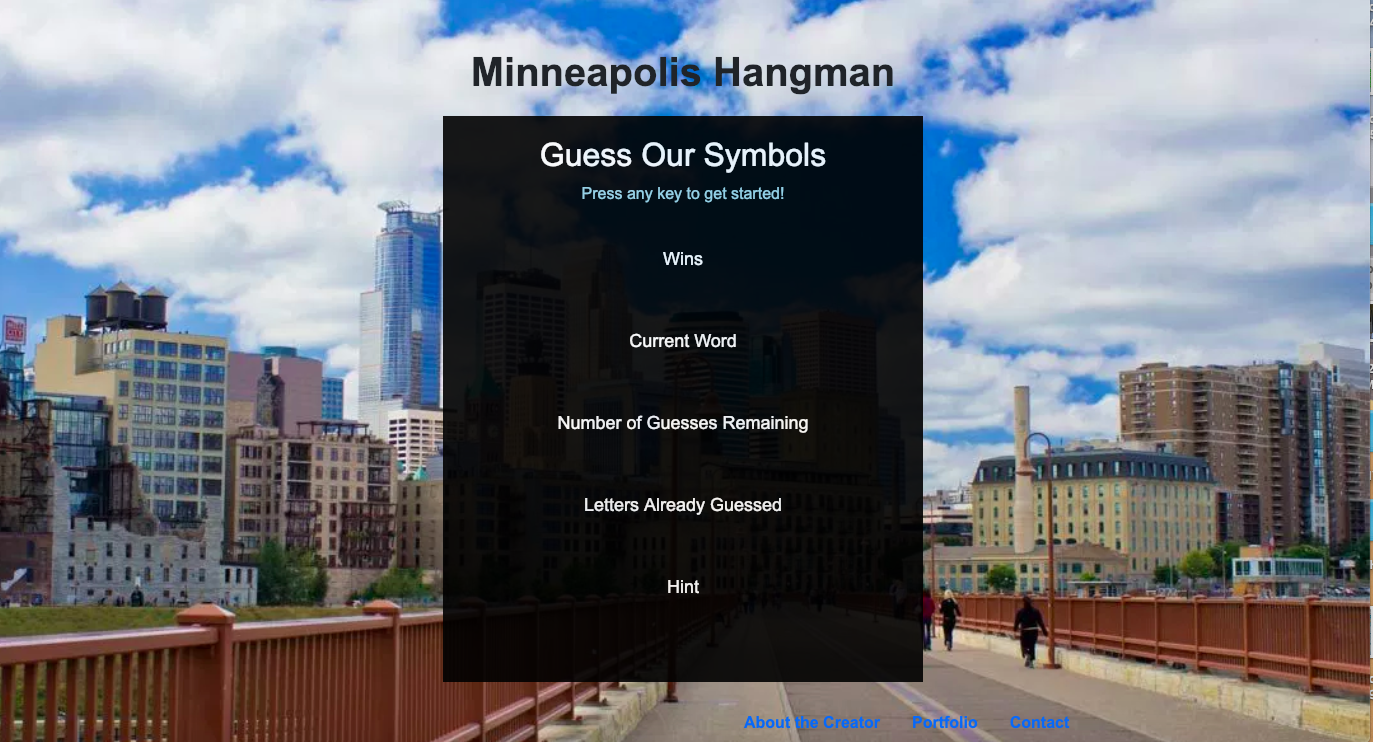 Minneapolis Hangman
Guess Our Symbols
Press any key to get started!
Wins
Current Word
Number of Guesses Remaining
Letters Already Guessed
Hint
About the Creator Portfolio Contact